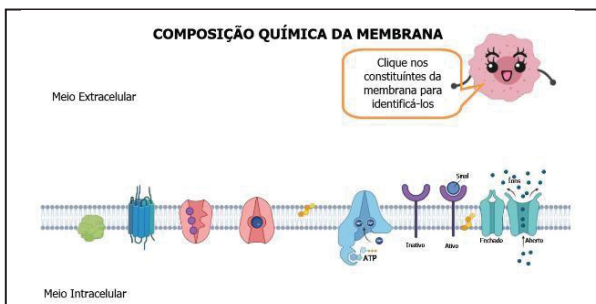 COMPOSIÇÃO QUÍMICA DA MEMBRANA
Clique nos
constituíntes da
membrana para
identificá-los
Meio Extracelular
Sinal
Íons
ATP
Inativo
Ativo
Fechado
Aberto
Meio Intracelular